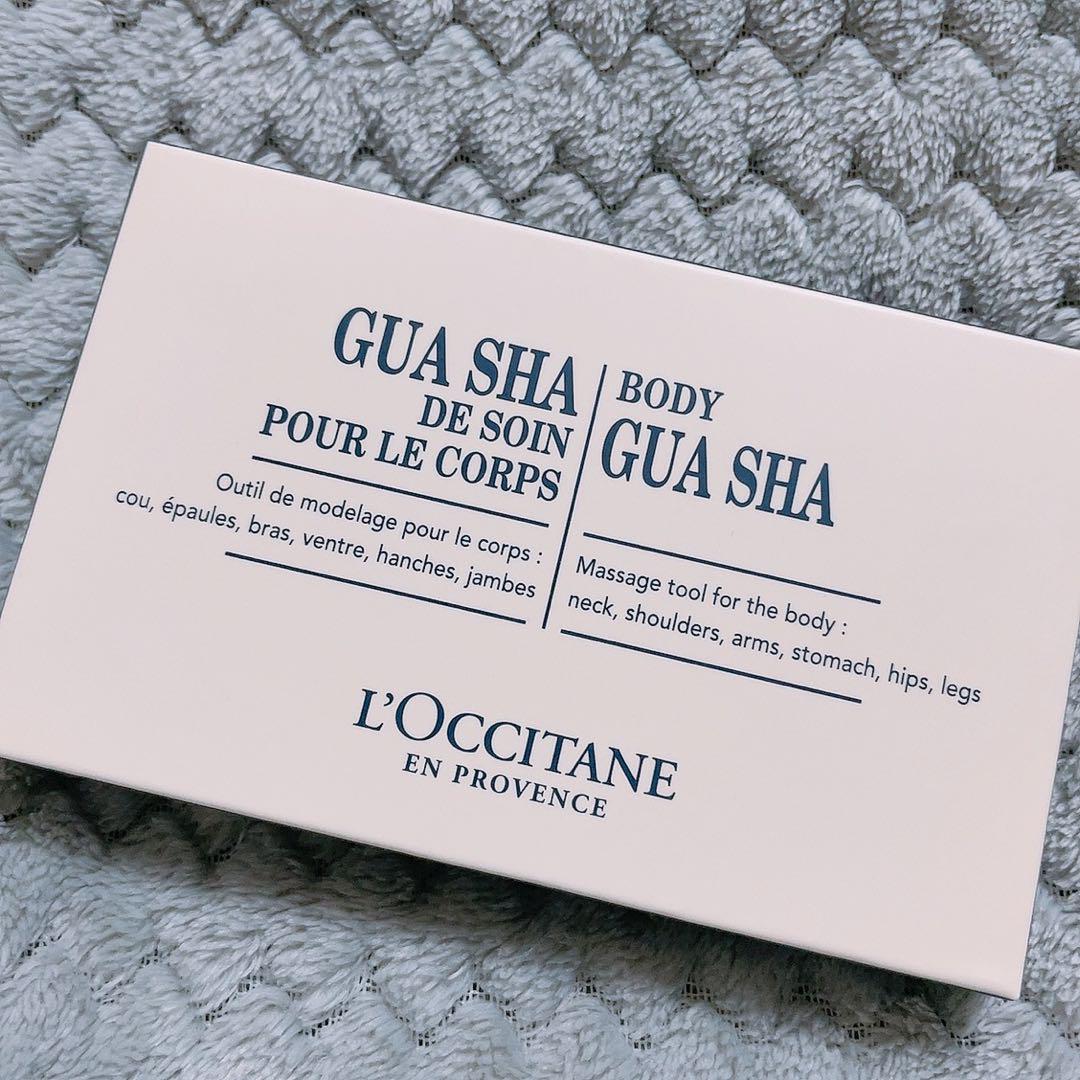 GUA SHA
DE SOIN
POUR LE CORPS
Outil de modelage pour le corps :
cou, épaules, bras, ventre, hanches, jambes
BODY
GUA SHA
Massage tool for the body :
neck, shoulders, arms, stomach, hips, legs
L'OCCITANE
EN PROVENCE